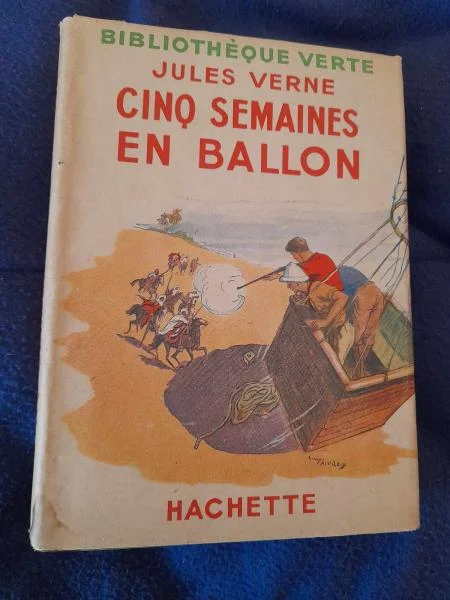 BIBLIOTHÈQUE VERTE
JULES VERNE
CINQ SEMAINES
EN BALLON
HACHETTE